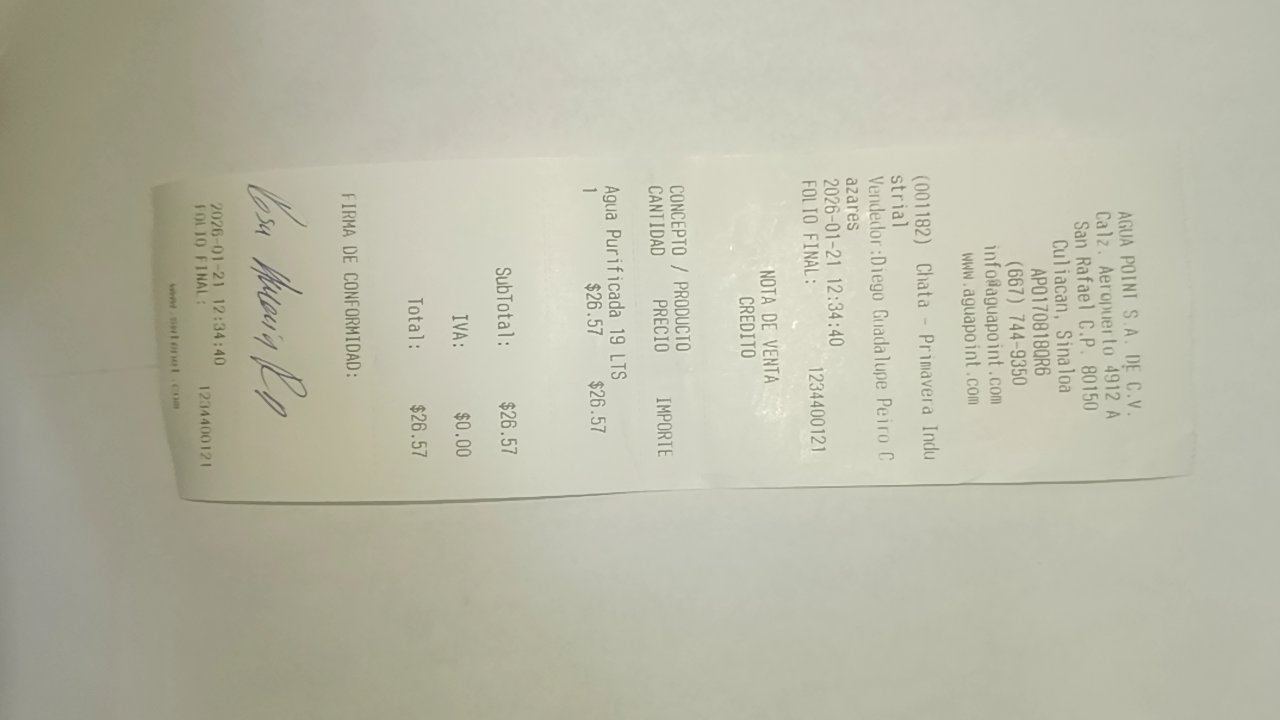 AGUA POINT S.A. DE C.V.
Calz. Aeropuerto 4912 A
San Rafael C.P. 80150
Culiacan, Sinaloa
APO170818QR6
(667) 744-9350
info@aguapoint.com
www.aguapoint.com
(001182) Chata - Primavera Indu
strial
Vendedor:Diego Guadalupe Peiro C
azares
2026-01-21 12:34:40
FOLIO FINAL: 1234400121
NOTA DE VENTA
CREDITO
CONCEPTO / PRODUCTO
CANTIDAD PRECIO IMPORTE
Agua Purificada 19 LTS
1 $26.57 $26.57
SubTotal: $26.57
IVA: $0.00
Total: $26.57
FIRMA DE CONFORMIDAD:
2026-01-21 12:34:40
FOLIO FINAL: 1234400121